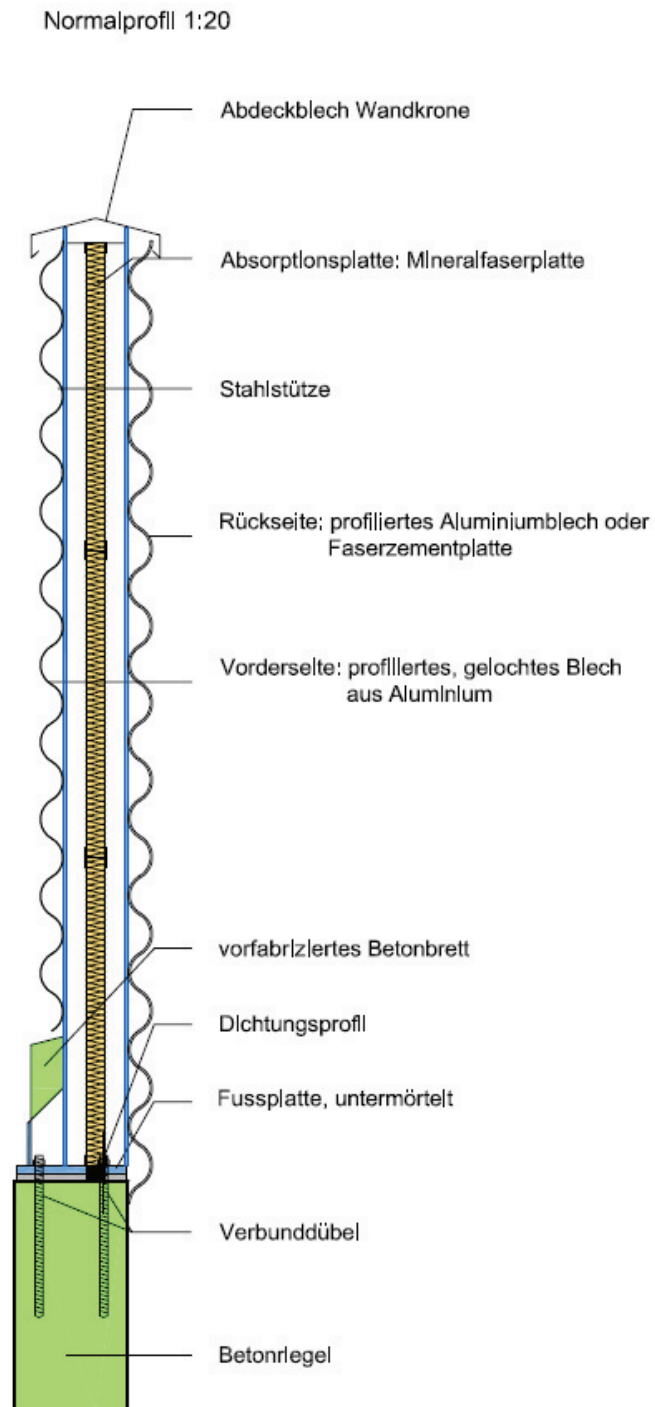 Normalprofil 1:20
Abdeckblech Wandkrone
Absorptionsplatte: Mineralfaserplatte
Stahlstütze
Rückseite: profiliertes Aluminiumblech oder
Faserzementplatte
Vorderseite: profiliertes, gelochtes Blech
aus Aluminium
vorfabriziertes Betonbrett
Dichtungsprofil
Fussplatte, untermörtelt
Verbunddübel
Betonriegel